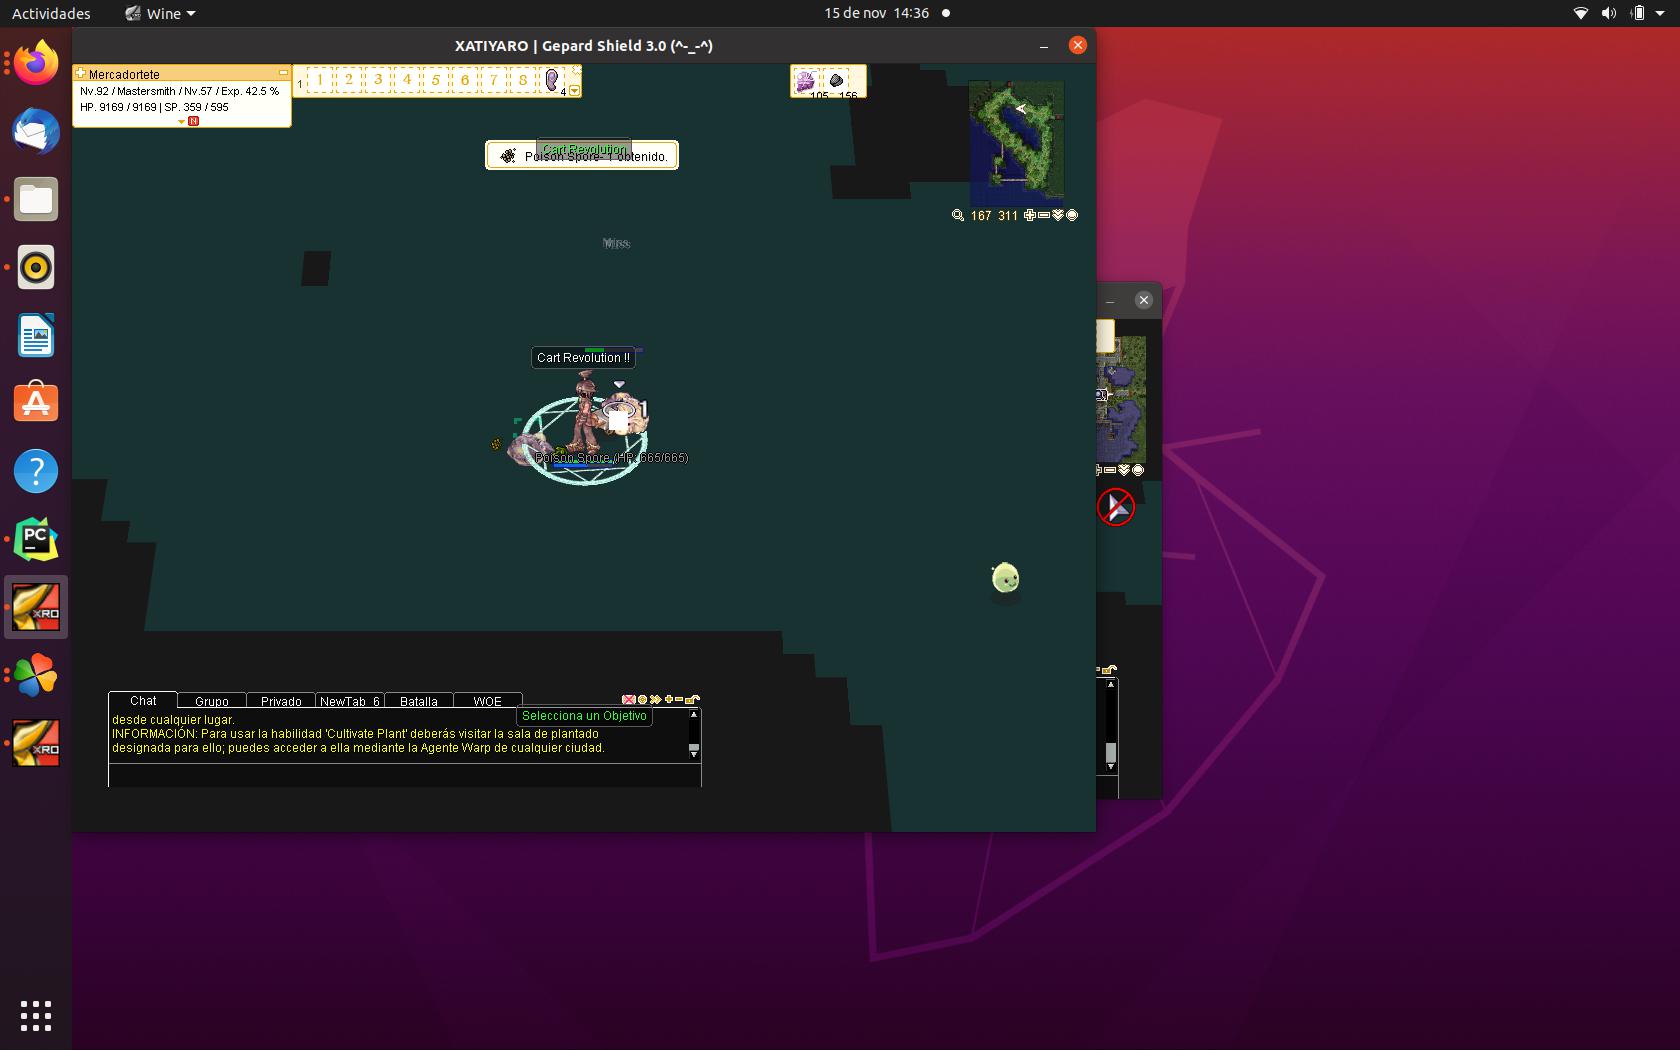 Actividades
Wine
15 de nov 14:36
XATIYARO | Gepard Shield 3.0 (^-_-^)
Mercadortete
Nv.92 / Mastersmith / Nv.57 / Exp. 42.5 %
HP. 9169 / 9169 | SP. 359 / 595
N
1 1 2 3 4 5 6 7 8 4
105 156
Cart Revolution
Poison Spore- 1 obtenido.
167 311
Miss
Cart Revolution !!
1
Poison Spore (HP: 665/665)
PC
XRO
XRO
Chat Grupo Privado NewTab_6 Batalla WOE
Selecciona un Objetivo
desde cualquier lugar.
INFORMACIÓN: Para usar la habilidad 'Cultivate Plant' deberás visitar la sala de plantado
designada para ello; puedes acceder a ella mediante la Agente Warp de cualquier ciudad.